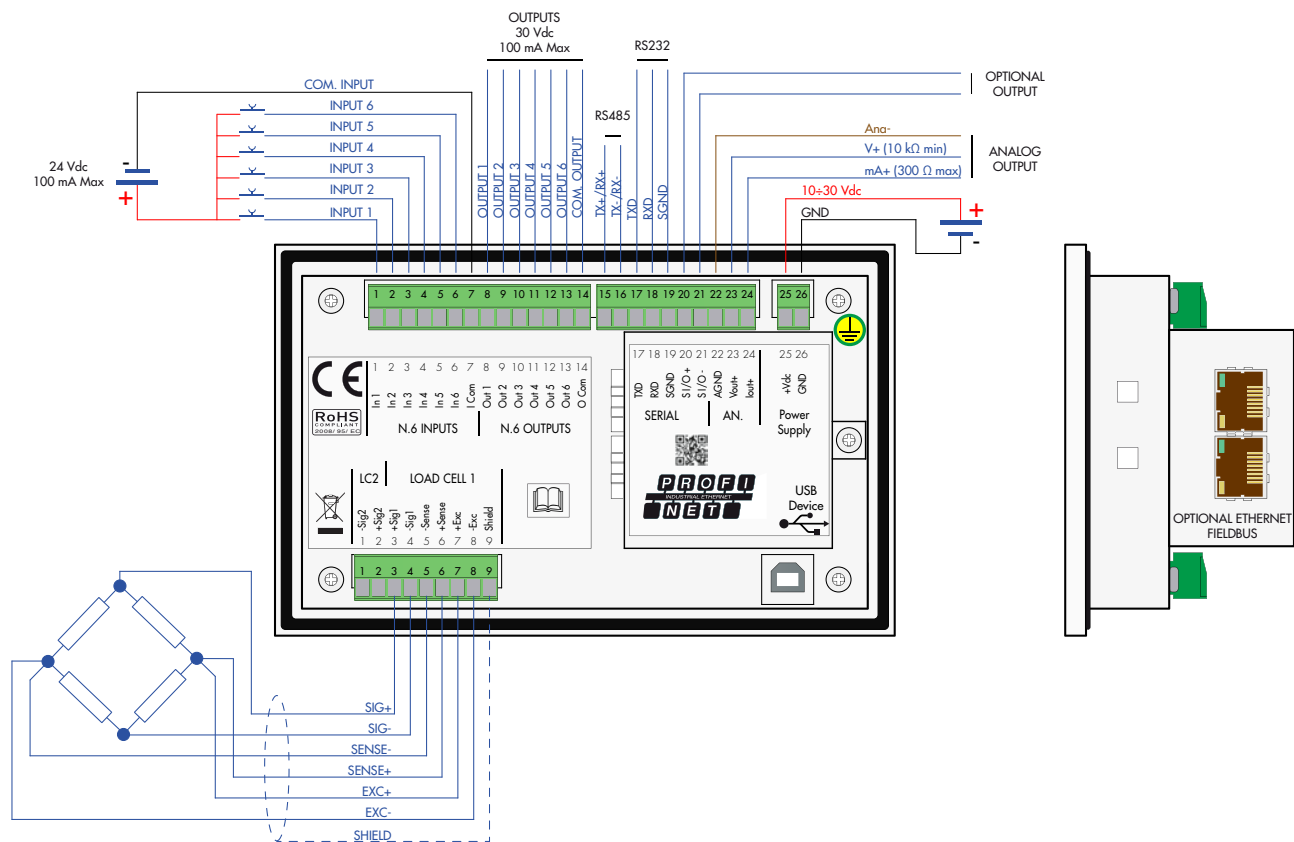 OUTPUTS
30 Vdc
100 mA Max
RS232
COM. INPUT
INPUT 6
INPUT 5
INPUT 4
INPUT 3
INPUT 2
INPUT 1
24 Vdc
100 mA Max
-
+
RS485
OUTPUT 1
OUTPUT 2
OUTPUT 3
OUTPUT 4
OUTPUT 5
OUTPUT 6
COM. OUTPUT
TX+/RX+
TX-/RX-
TXD
RXD
SGND
OPTIONAL
OUTPUT
Ana-
V+ (10 kΩ min)
mA+ (300 Ω max)
ANALOG
OUTPUT
10÷30 Vdc
GND
+
-
1 2 3 4 5 6 7 8 9 10 11 12 13 14
15 16 17 18 19 20 21 22 23 24
25 26
CE
RoHS
COMPLIANT
2008/95/EC
1 2 3 4 5 6 7 8 9 10 11 12 13 14
In 1
In 2
In 3
In 4
In 5
In 6
I Com
Out 1
Out 2
Out 3
Out 4
Out 5
Out 6
O Com
N.6 INPUTS
N.6 OUTPUTS
17 18 19 20 21 22 23 24 25 26
TXD
RXD
SGND
S I/O +
S I/O -
AGND
Vout+
Iout+
+Vdc
GND
SERIAL
AN.
Power
Supply
PROFI
INDUSTRIAL ETHERNET
NET
USB
Device
LC2
LOAD CELL 1
-Sig2
+Sig2
+Sig1
-Sig1
-Sense
+Sense
+Exc
-Exc
Shield
1 2 3 4 5 6 7 8 9
1 2 3 4 5 6 7 8 9
OPTIONAL ETHERNET
FIELDBUS
SIG+
SIG-
SENSE-
SENSE+
EXC+
EXC-
SHIELD